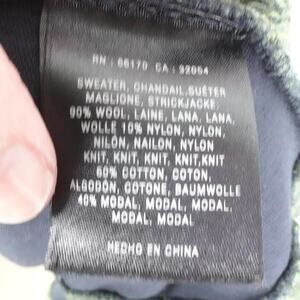 RN : 66170 CA : 32054
SWEATER, CHANDAIL, SUÉTER
MAGLIONE, STRICKJACKE
90% WOOL, LAINE, LANA, LANA,
WOLLE 10% NYLON, NYLON,
NILON, NAILON, NYLON
KNIT, KNIT, KNIT, KNIT,KNIT
60% COTTON, COTON,
ALGODÓN, COTONE, BAUMWOLLE
40% MODAL, MODAL, MODAL,
MODAL, MODAL
HECHO EN CHINA